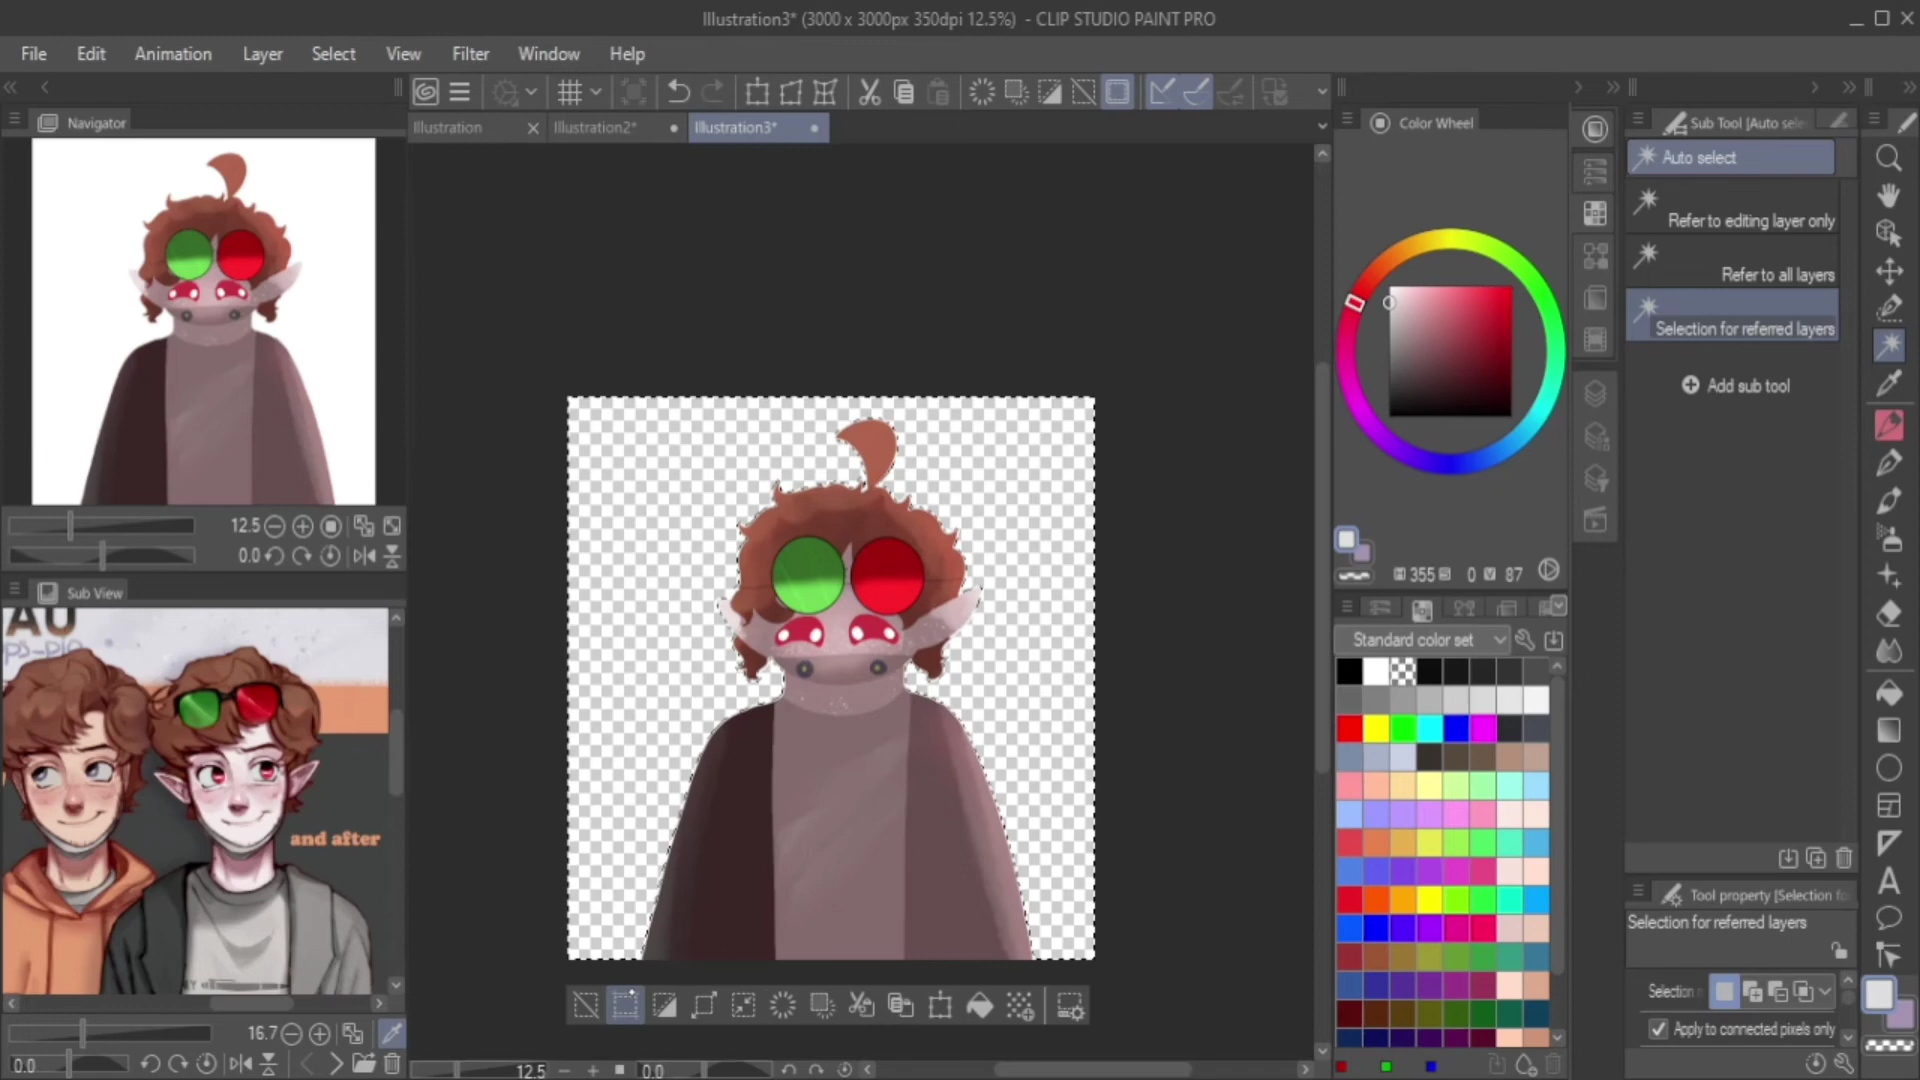 Illustration3* (3000 x 3000px 350dpi 12.5%) - CLIP STUDIO PAINT PRO
File Edit Animation Layer Select View Filter Window Help
Navigator
Illustration
Illustration2*
Illustration3*
Color Wheel
Sub Tool [Auto sele
Auto select
Refer to editing layer only
Refer to all layers
Selection for referred layers
Add sub tool
12.5
0.0
Sub View
AU
and after
355 0 87
Standard color set
Tool property [Selection fo
Selection for referred layers
Selection
Apply to connected pixels only
16.7
0.0
12.5
0.0